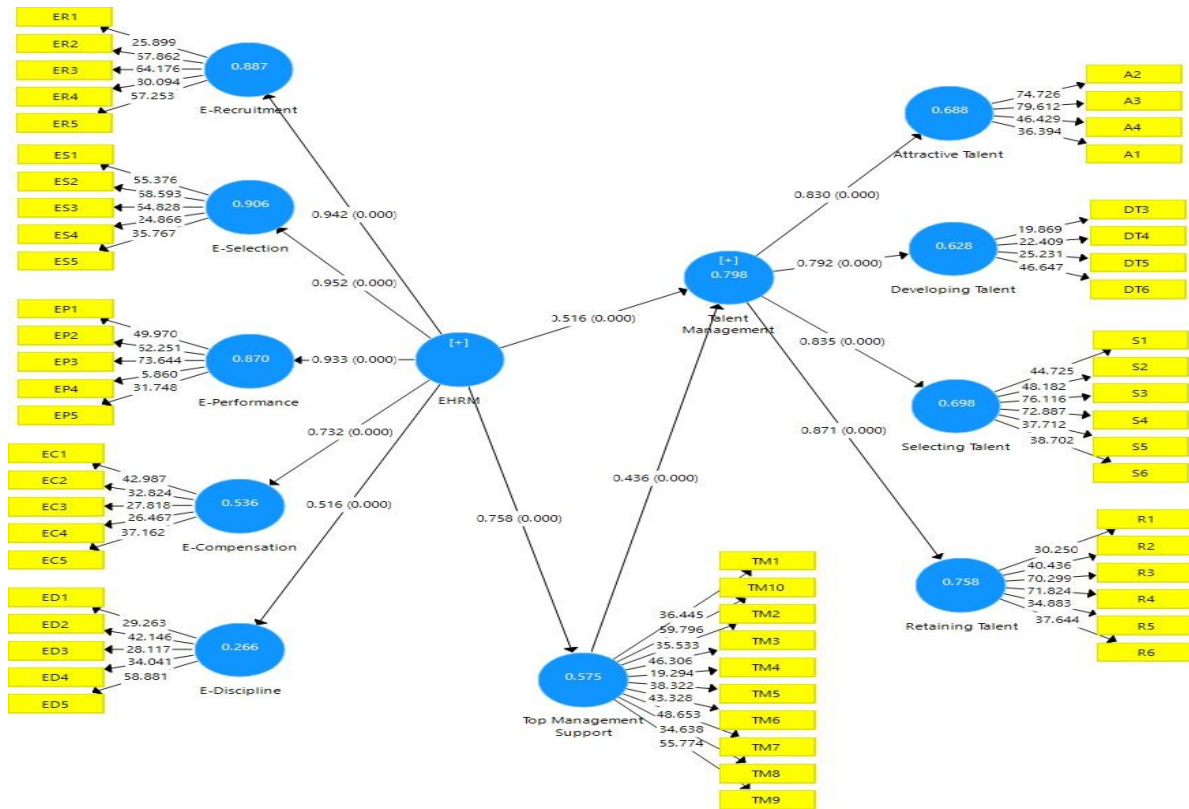 ER1
ER2
ER3
ER4
ER5
25.899
57.862
64.176
30.094
57.253
0.887
E-Recruitment
ES1
ES2
ES3
ES4
ES5
55.376
58.593
54.828
24.866
35.767
0.906
E-Selection
EP1
EP2
EP3
EP4
EP5
49.970
52.251
73.644
5.860
31.748
0.870
E-Performance
EC1
EC2
EC3
EC4
EC5
42.987
32.824
27.818
26.467
37.162
0.536
E-Compensation
ED1
ED2
ED3
ED4
ED5
29.263
42.146
28.117
34.041
58.881
0.266
E-Discipline
0.942 (0.000)
0.952 (0.000)
0.933 (0.000)
0.732 (0.000)
0.516 (0.000)
[+]
EHRM
0.516 (0.000)
0.758 (0.000)
0.436 (0.000)
[+]
0.798
Talent
Management
0.830 (0.000)
0.792 (0.000)
0.835 (0.000)
0.871 (0.000)
0.575
Top Management
Support
36.445
59.796
35.533
46.306
19.294
38.322
43.328
48.653
34.638
55.774
TM1
TM10
TM2
TM3
TM4
TM5
TM6
TM7
TM8
TM9
0.688
Attractive Talent
74.726
79.612
46.429
36.394
A2
A3
A4
A1
0.628
Developing Talent
19.869
22.409
25.231
46.647
DT3
DT4
DT5
DT6
0.698
Selecting Talent
44.725
48.182
76.116
72.887
37.712
38.702
S1
S2
S3
S4
S5
S6
0.758
Retaining Talent
30.250
40.436
70.299
71.824
34.883
37.644
R1
R2
R3
R4
R5
R6